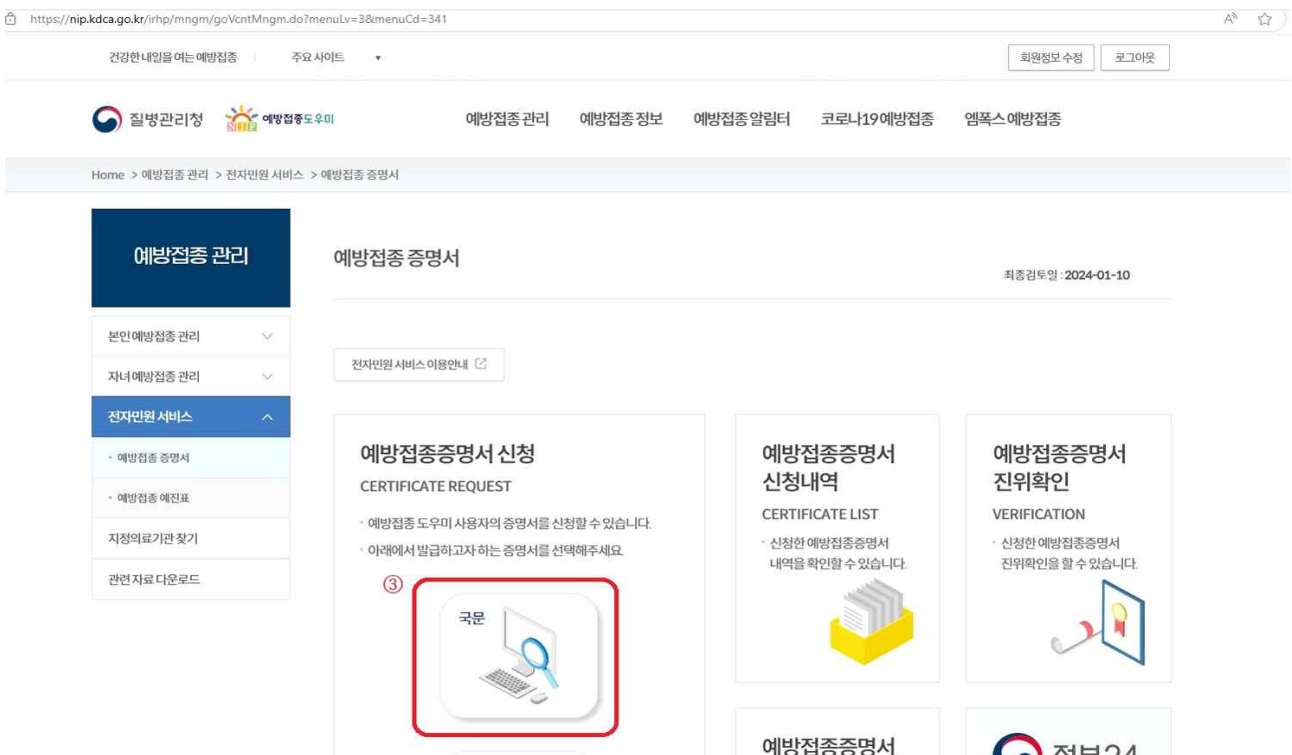 https://nip.kdca.go.kr/irhp/mngm/goVcntMngm.do?menuLv=3&menuCd=341
건강한 내일을 여는 예방접종
주요 사이트
회원정보 수정
로그아웃
질병관리청
NIP
예방접종도우미
예방접종 관리
예방접종 정보
예방접종 알림터
코로나19 예방접종
엠폭스 예방접종
Home > 예방접종 관리 > 전자민원 서비스 > 예방접종 증명서
예방접종 관리
본인 예방접종 관리
자녀 예방접종 관리
전자민원 서비스
· 예방접종 증명서
· 예방접종 예진표
지정의료기관 찾기
관련 자료 다운로드
예방접종 증명서
최종검토일 : 2024-01-10
전자민원 서비스 이용안내
예방접종증명서 신청
CERTIFICATE REQUEST
· 예방접종 도우미 사용자의 증명서를 신청할 수 있습니다.
· 아래에서 발급하고자 하는 증명서를 선택해주세요.
③
국문
예방접종증명서
신청내역
CERTIFICATE LIST
· 신청한 예방접종증명서
내역을 확인할 수 있습니다.
예방접종증명서
진위확인
VERIFICATION
· 신청한 예방접종증명서
진위확인을 할 수 있습니다.
예방접종증명서
정부24